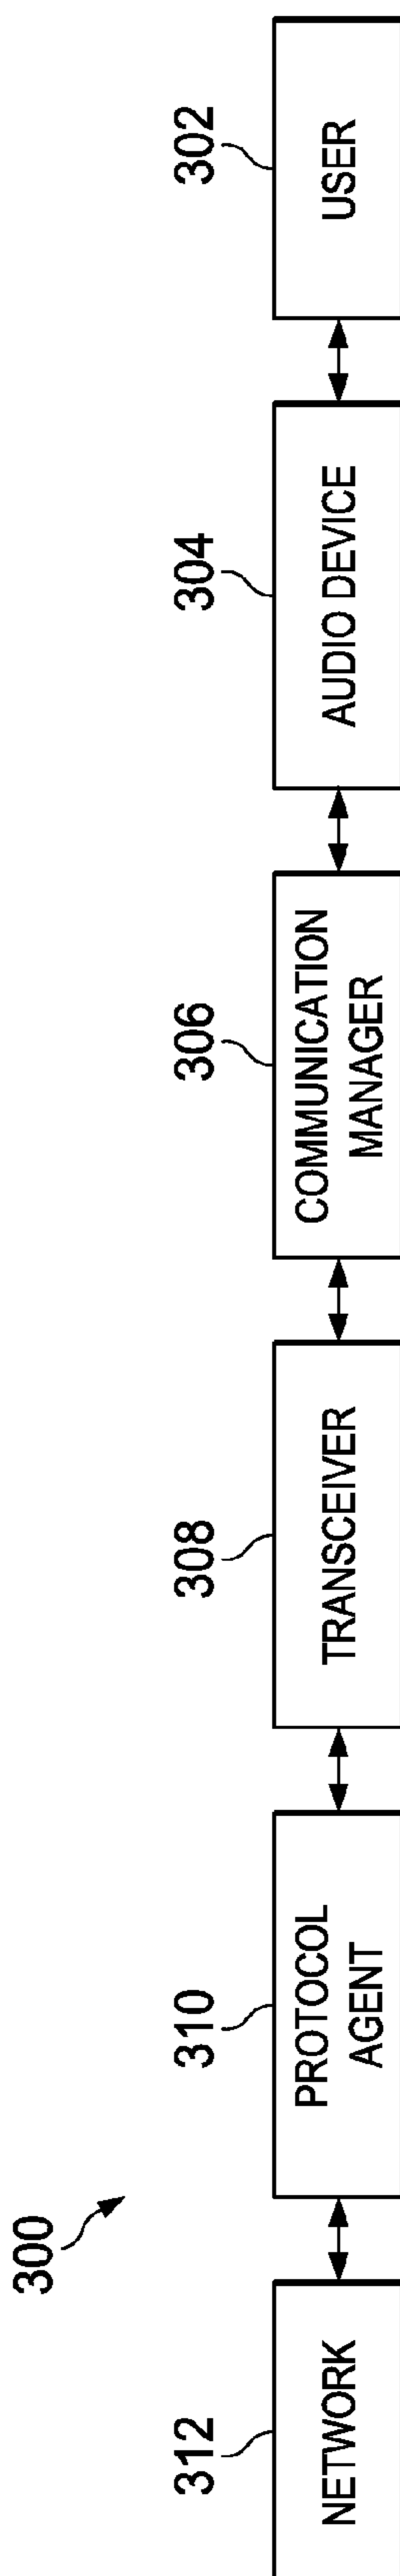 300
312
NETWORK
310
PROTOCOL
AGENT
308
TRANSCEIVER
306
COMMUNICATION
MANAGER
304
AUDIO DEVICE
302
USER